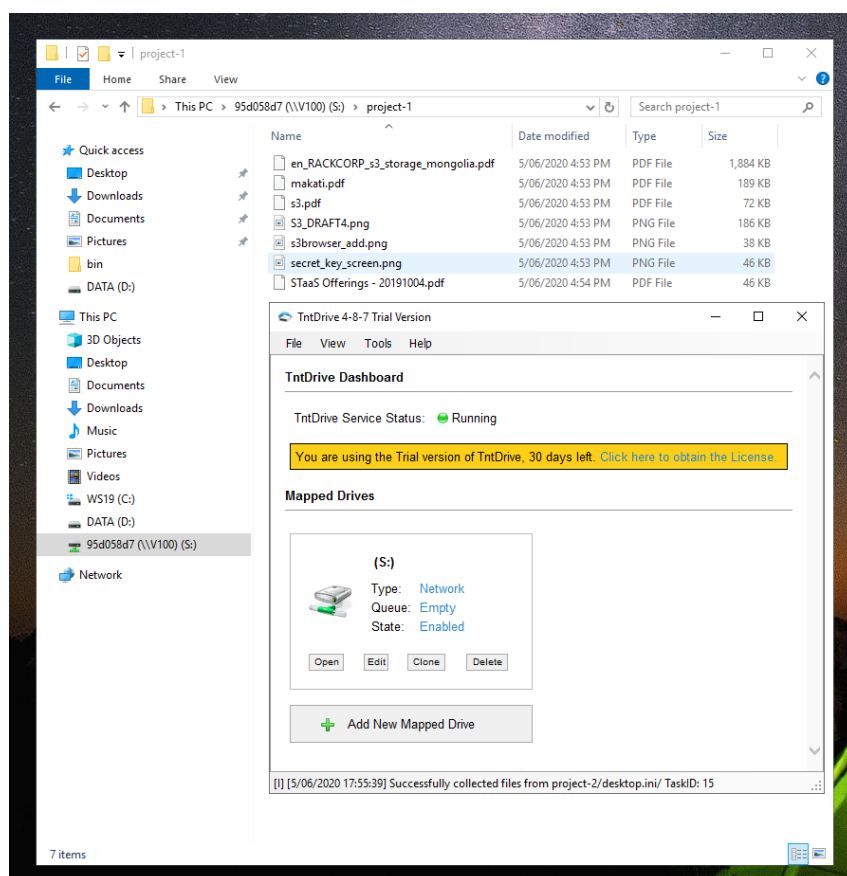 project-1
File Home Share View
This PC > 95d058d7 (\\V100) (S:) > project-1
Search project-1
Name Date modified Type Size
Quick access
Desktop
Downloads
Documents
Pictures
bin
DATA (D:)
This PC
3D Objects
Desktop
Documents
Downloads
Music
Pictures
Videos
WS19 (C:)
DATA (D:)
95d058d7 (\\V100) (S:)
Network
en_RACKCORP_s3_storage_mongolia.pdf 5/06/2020 4:53 PM PDF File 1,884 KB
makati.pdf 5/06/2020 4:53 PM PDF File 189 KB
s3.pdf 5/06/2020 4:53 PM PDF File 72 KB
S3_DRAFT4.png 5/06/2020 4:53 PM PNG File 186 KB
s3browser_add.png 5/06/2020 4:53 PM PNG File 38 KB
secret_key_screen.png 5/06/2020 4:53 PM PNG File 46 KB
STaaS Offerings - 20191004.pdf 5/06/2020 4:54 PM PDF File 46 KB
TntDrive 4-8-7 Trial Version
File View Tools Help
TntDrive Dashboard
TntDrive Service Status: Running
You are using the Trial version of TntDrive, 30 days left. Click here to obtain the License.
Mapped Drives
(S:)
Type: Network
Queue: Empty
State: Enabled
Open Edit Clone Delete
Add New Mapped Drive
[I] [5/06/2020 17:55:39] Successfully collected files from project-2/desktop.ini/ TaskID: 15
7 items